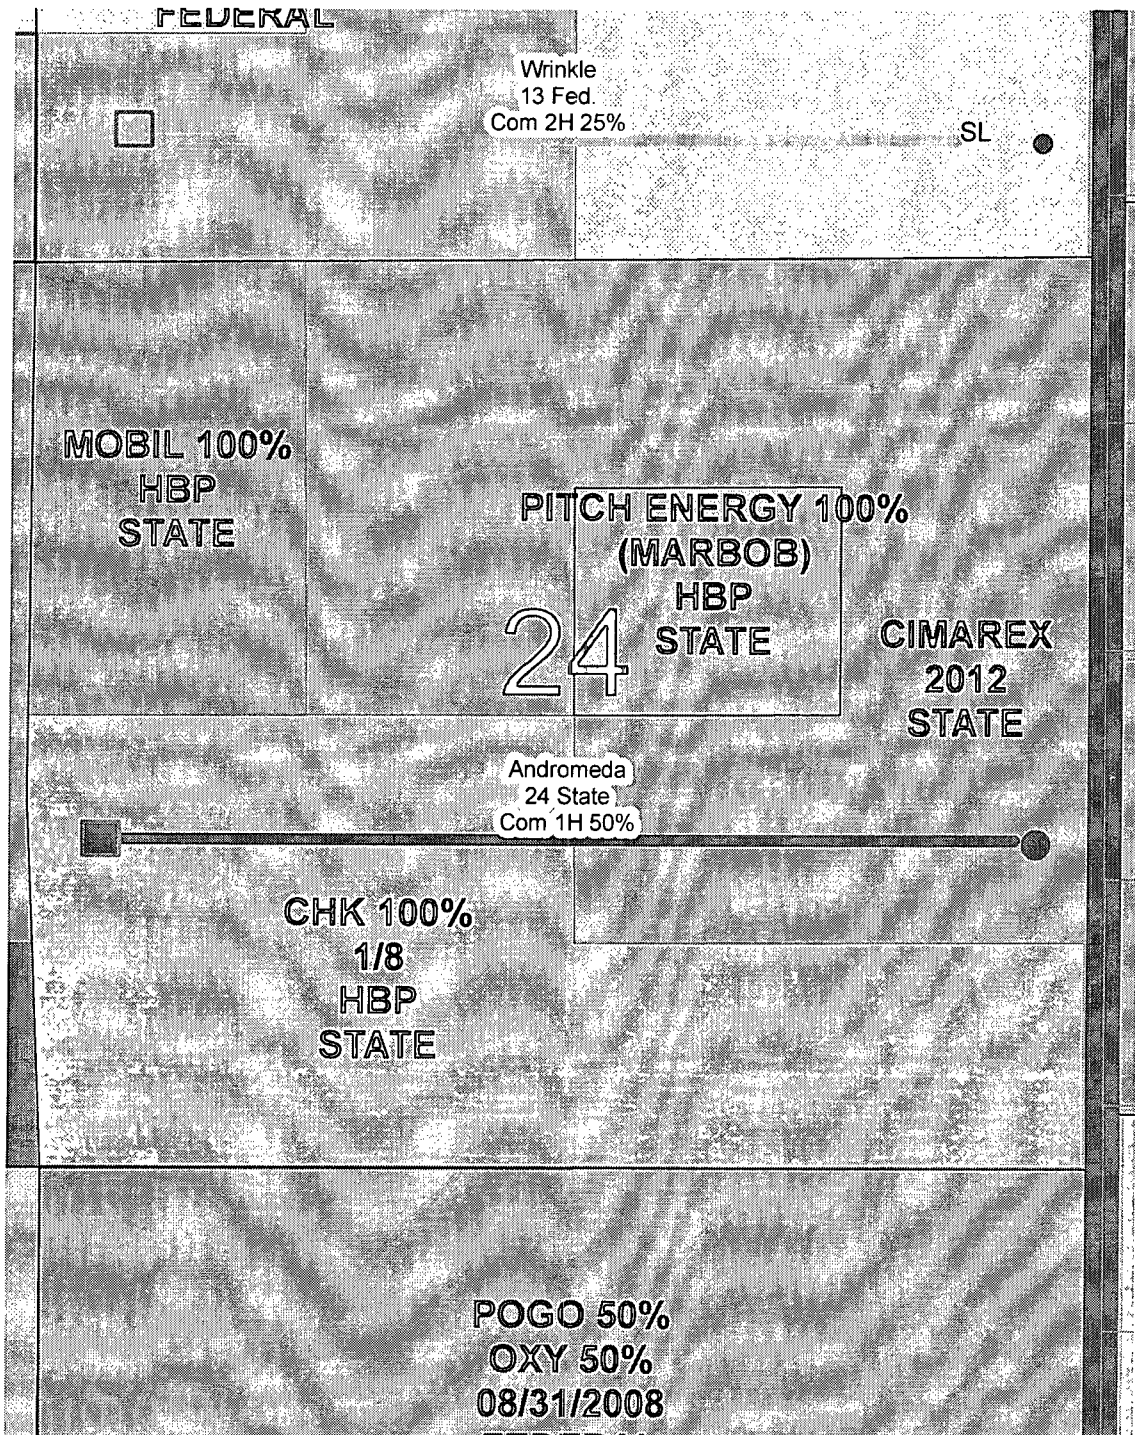 FEDERAL
Wrinkle
13 Fed.
Com 2H 25%
SL
MOBIL 100%
HBP
STATE
PITCH ENERGY 100%
(MARBOB)
HBP
STATE
24
CIMAREX
2012
STATE
Andromeda
24 State
Com 1H 50%
CHK 100%
1/8
HBP
STATE
POGO 50%
OXY 50%
08/31/2008